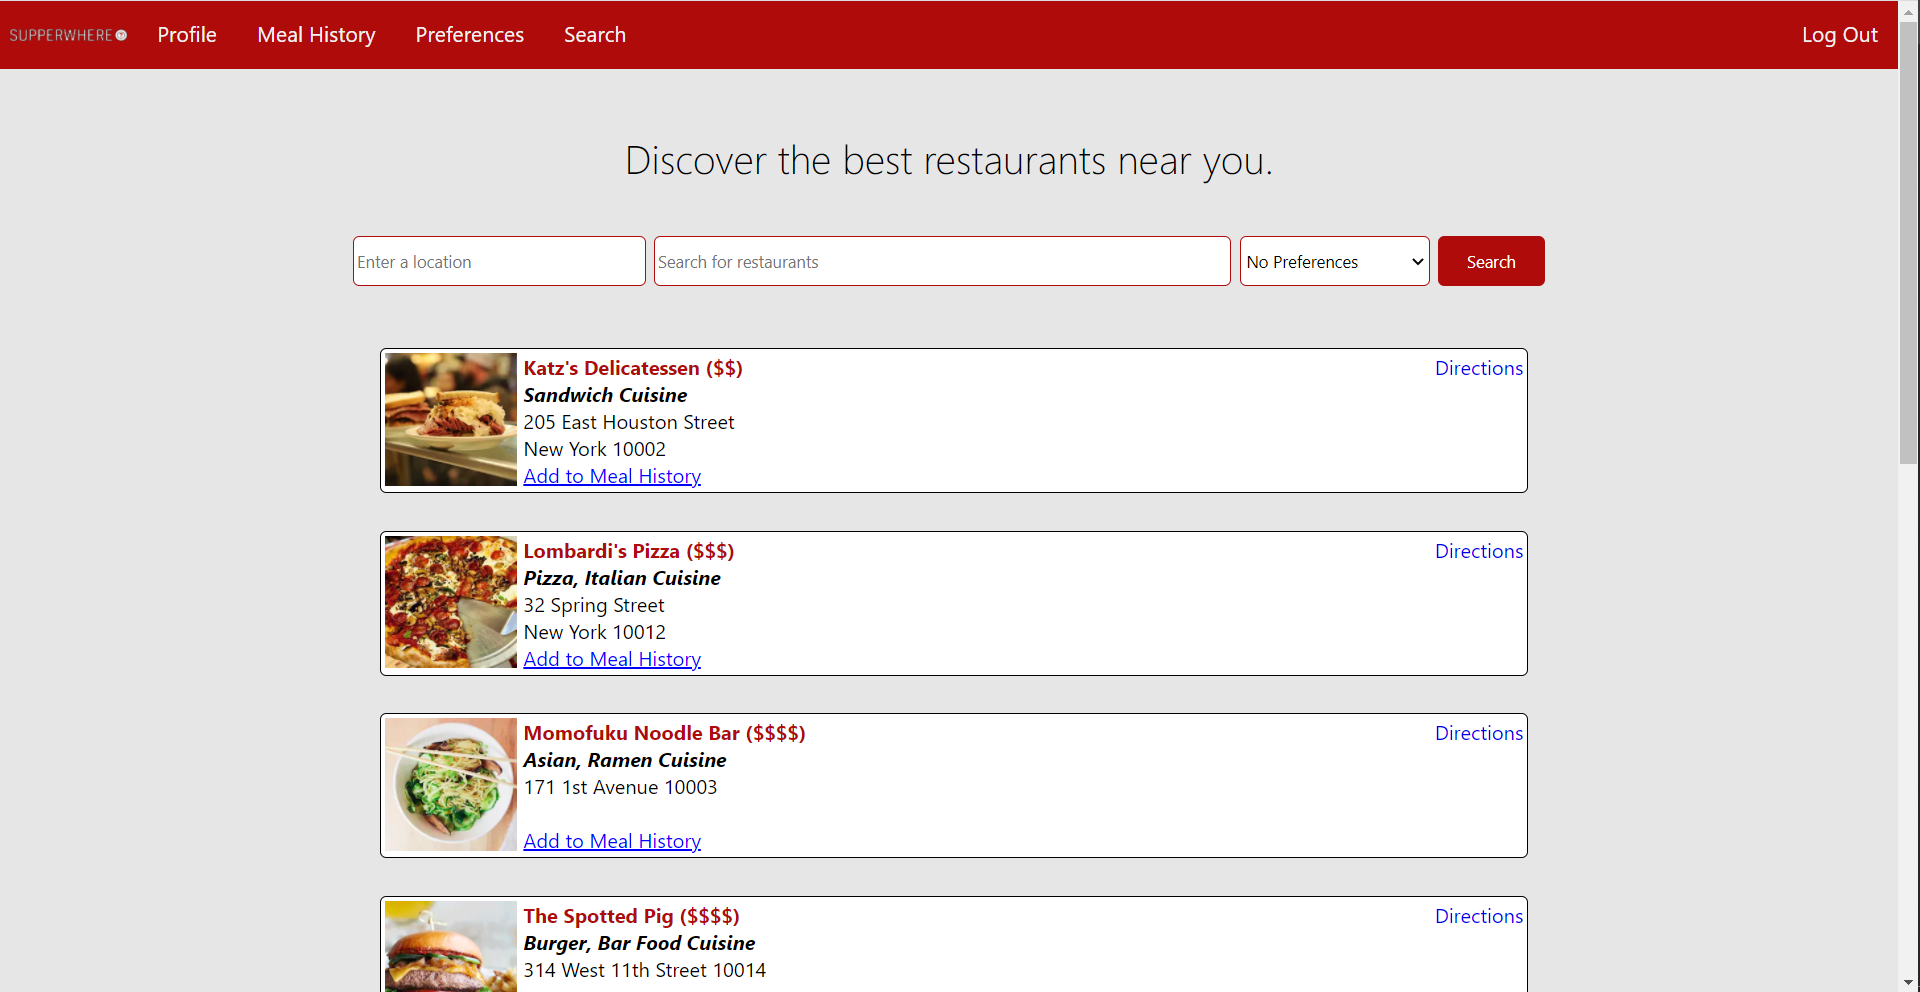 SUPPERWHERE
Profile
Meal History
Preferences
Search
Log Out
Discover the best restaurants near you.
Enter a location
Search for restaurants
No Preferences
Search
Katz's Delicatessen ($$)
Directions
Sandwich Cuisine
205 East Houston Street
New York 10002
Add to Meal History
Lombardi's Pizza ($$$)
Directions
Pizza, Italian Cuisine
32 Spring Street
New York 10012
Add to Meal History
Momofuku Noodle Bar ($$$$)
Directions
Asian, Ramen Cuisine
171 1st Avenue 10003
Add to Meal History
The Spotted Pig ($$$$)
Directions
Burger, Bar Food Cuisine
314 West 11th Street 10014